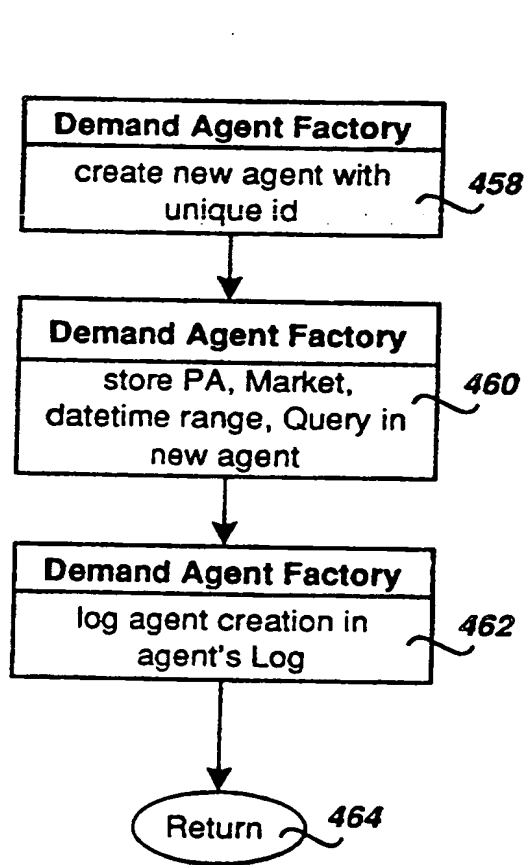 Demand Agent Factory
create new agent with
unique id
458
Demand Agent Factory
store PA, Market,
datetime range, Query in
new agent
460
Demand Agent Factory
log agent creation in
agent's Log
462
Return
464